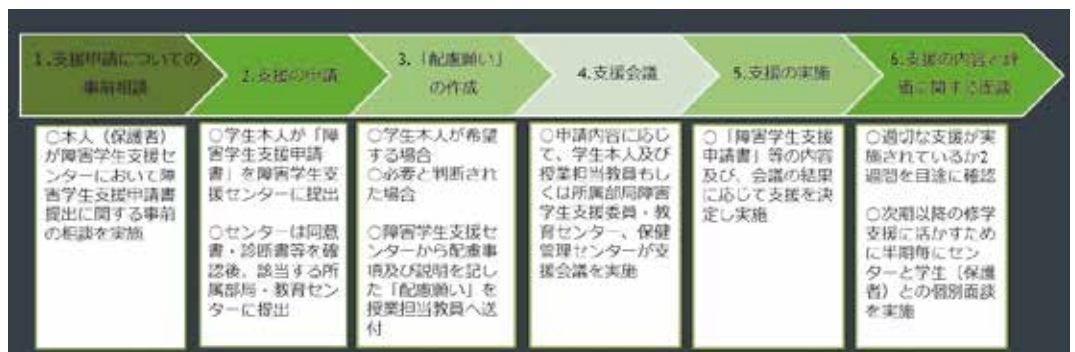 1.支援申請についての
事前相談
2.支援の申請
3.「配慮願い」
の作成
4.支援会議
5.支援の実施
6.支援の内容と評
価に関する面談
○本人（保護者）
が障害学生支援セ
ンターにおいて障
害学生支援申請書
提出に関する事前
の相談を実施
○学生本人が「障
害学生支援申請
書」を障害学生支
援センターに提出
○センターは同意
書・診断書等を確
認後、該当する所
属部局・教育セン
ターに提出
○学生本人が希望
する場合
○必要と判断され
た場合
○障害学生支援セ
ンターから配慮事
項及び説明を記し
た「配慮願い」を
授業担当教員へ送
付
○申請内容に応じ
て、学生本人及び
授業担当教員もし
くは所属部局障害
学生支援委員・教
育センター、保健
管理センターが支
援会議を実施
○「障害学生支援
申請書」等の内容
及び、会議の結果
に応じて支援を決
定し実施
○適切な支援が実
施されているか2
週間を目途に確認
○次期以降の修学
支援に活かすため
に半期毎にセン
ターと学生（保護
者）との個別面談
を実施